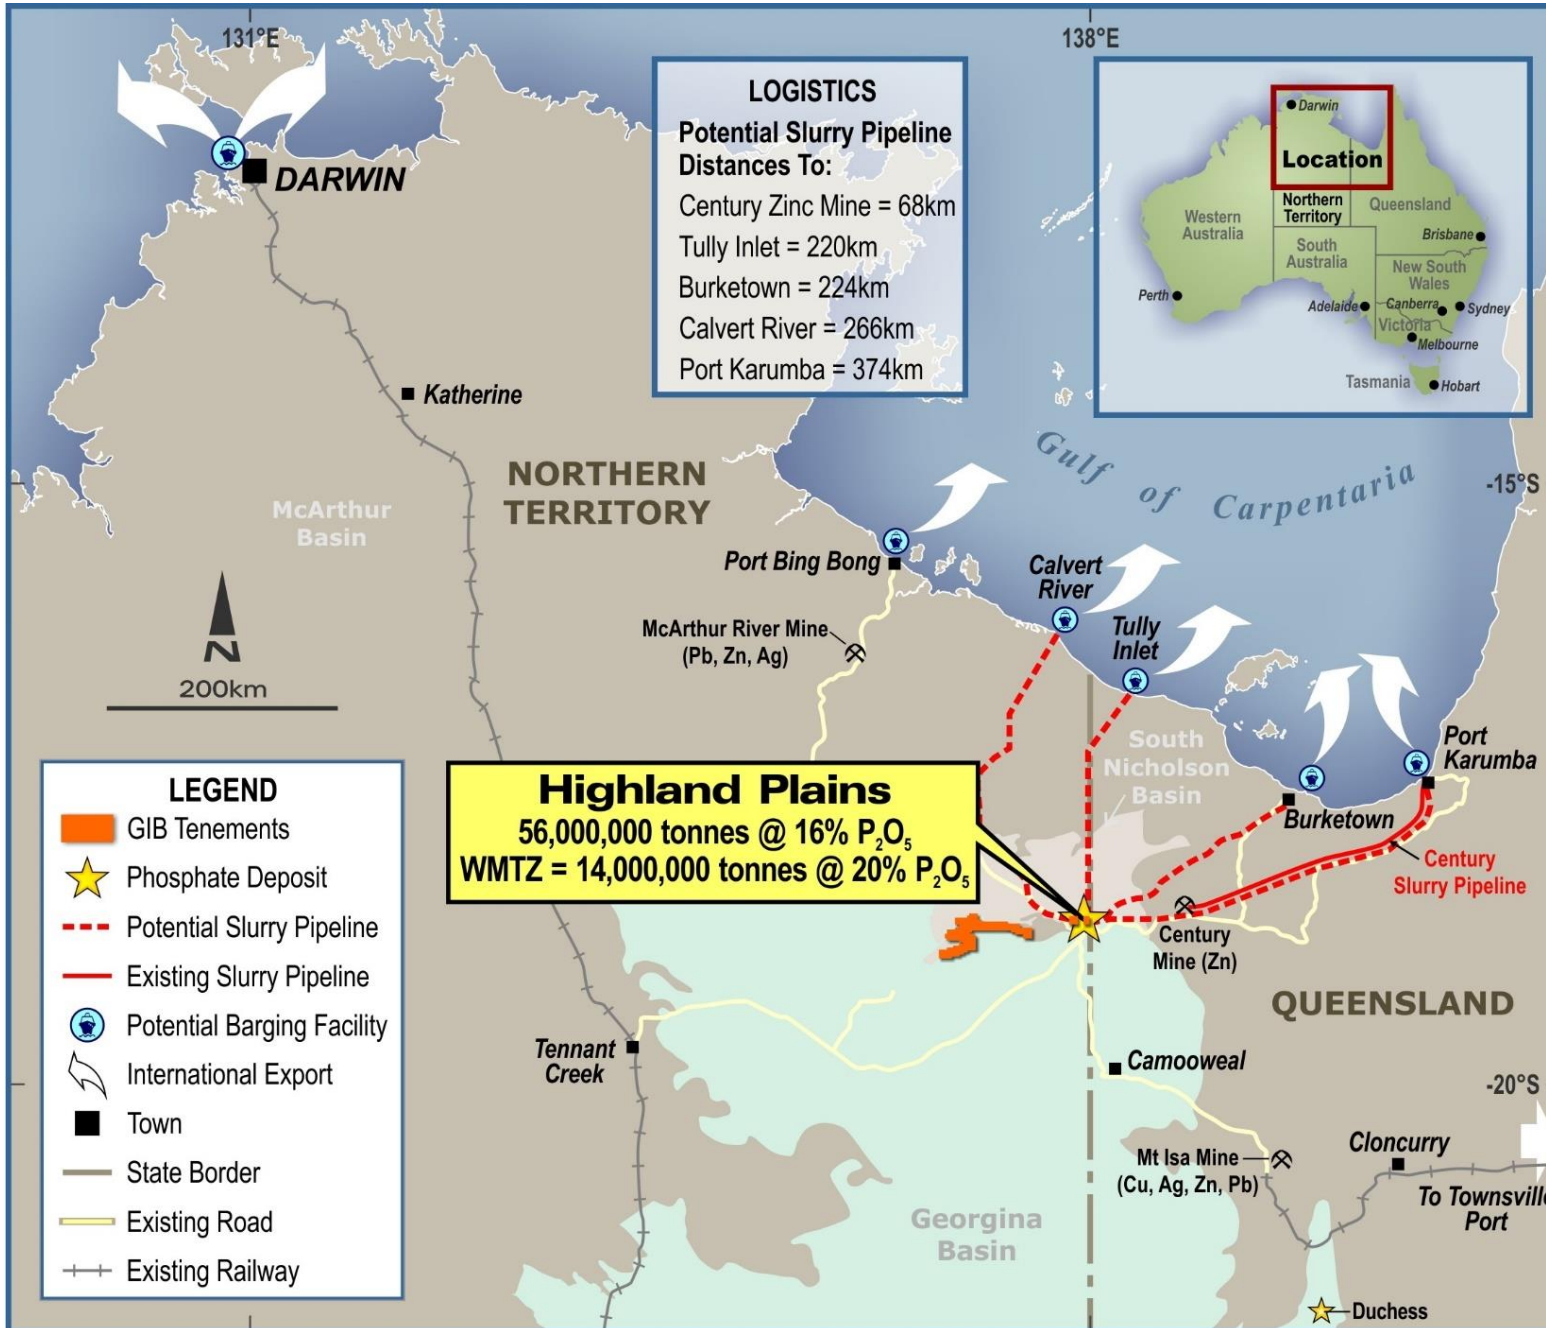 131°E
138°E
DARWIN
LOGISTICS
Potential Slurry Pipeline
Distances To:
Century Zinc Mine = 68km
Tully Inlet = 220km
Burketown = 224km
Calvert River = 266km
Port Karumba = 374km
Darwin
Location
Western
Australia
Northern
Territory
Queensland
South
Australia
Brisbane
New South
Wales
Perth
Adelaide
Canberra
Sydney
Victoria
Melbourne
Tasmania
Hobart
Katherine
NORTHERN
TERRITORY
McArthur
Basin
Gulf of Carpentaria
-15°S
Port Bing Bong
Calvert
River
Tully
Inlet
McArthur River Mine
(Pb, Zn, Ag)
N
200km
South
Nicholson
Basin
Port
Karumba
Burketown
Century
Slurry Pipeline
Highland Plains
56,000,000 tonnes @ 16% P₂O₅
WMTZ = 14,000,000 tonnes @ 20% P₂O₅
Century
Mine (Zn)
QUEENSLAND
LEGEND
GIB Tenements
Phosphate Deposit
Potential Slurry Pipeline
Existing Slurry Pipeline
Potential Barging Facility
International Export
Town
State Border
Existing Road
Existing Railway
Tennant
Creek
Camooweal
-20°S
Mt Isa Mine
(Cu, Ag, Zn, Pb)
Cloncurry
To Townsville
Port
Georgina
Basin
Duchess